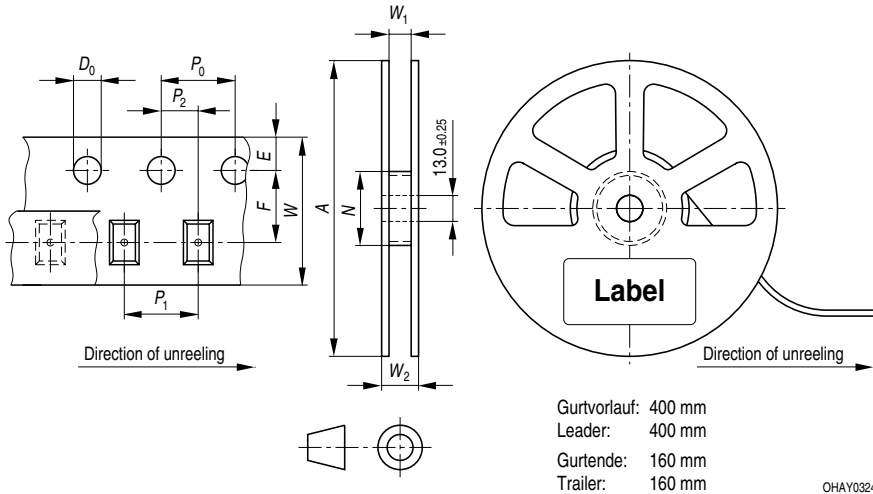 W₁
D₀
P₀
P₂
E
F
W
P₁
Direction of unreeling
A
N
13.0±0.25
W₂
Label
Direction of unreeling
Gurtvorlauf: 400 mm
Leader: 400 mm
Gurtende: 160 mm
Trailer: 160 mm
OHAY0324